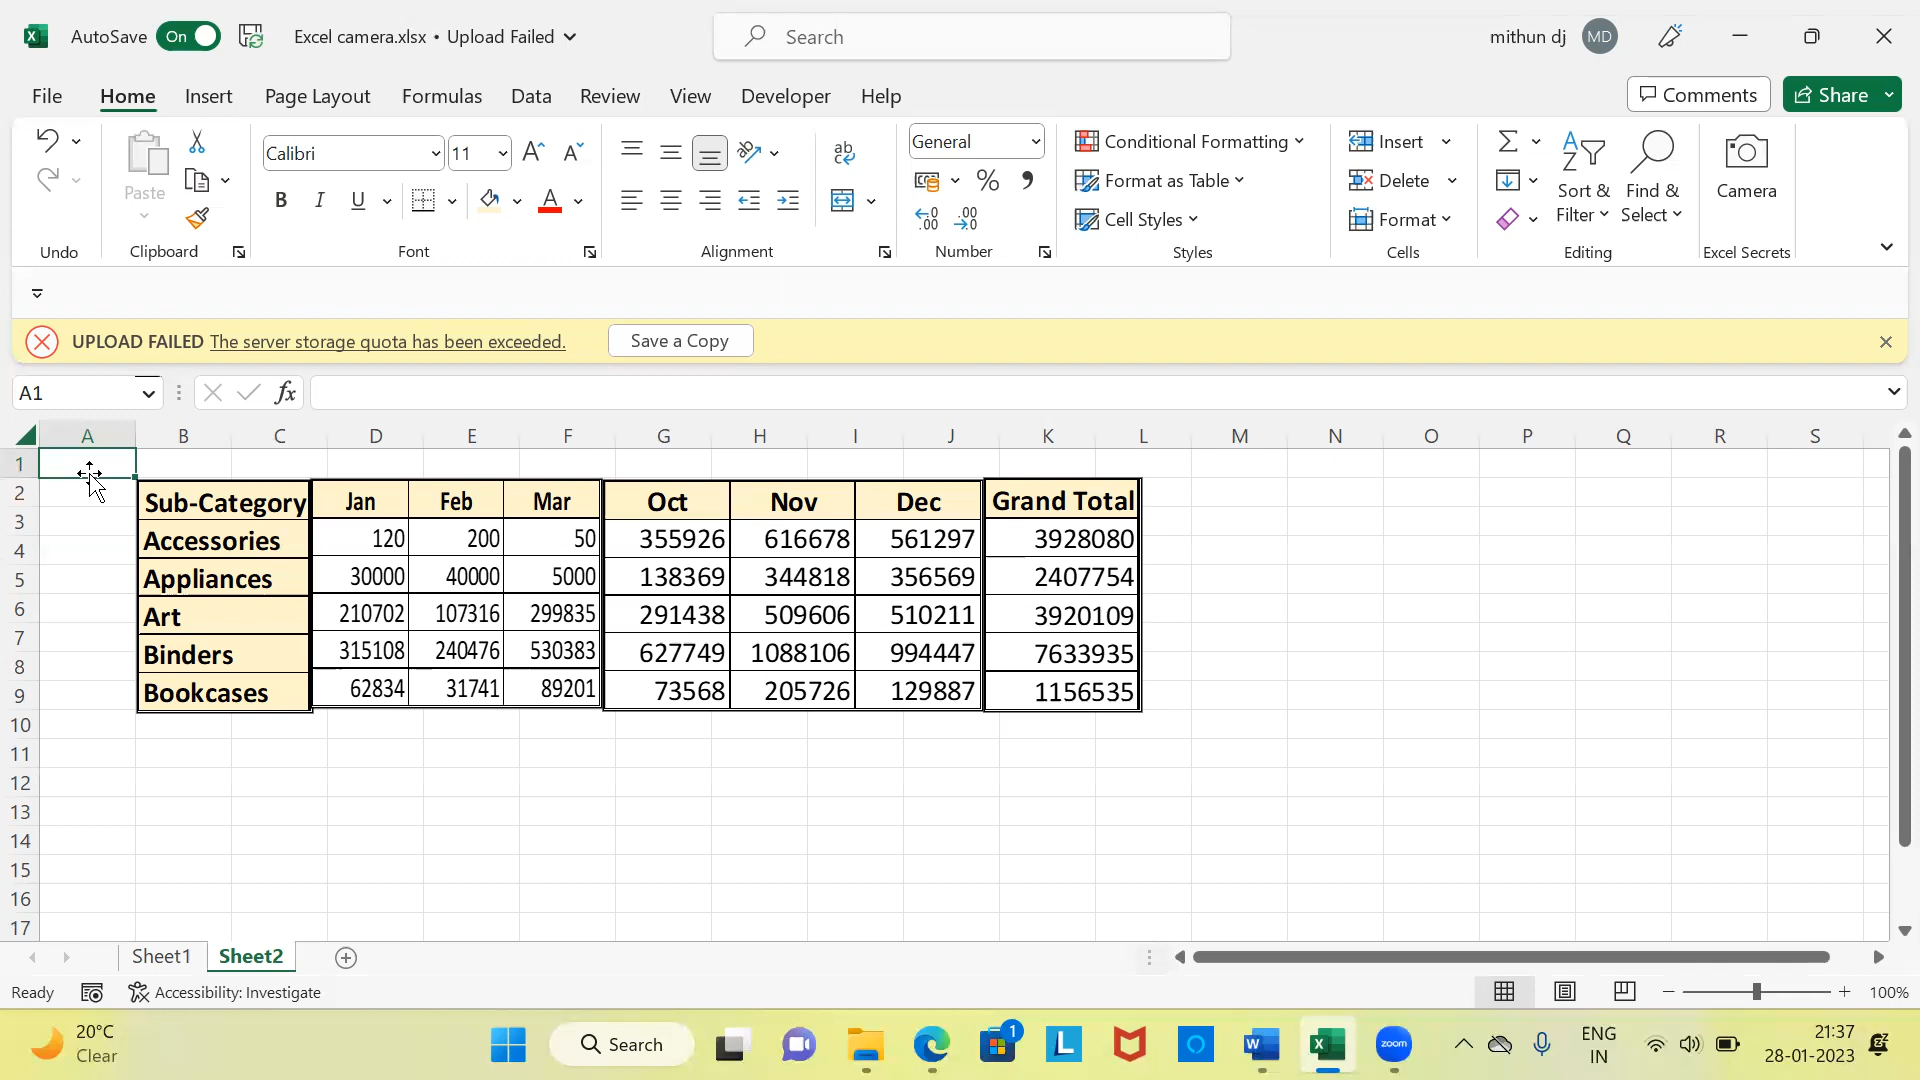 AutoSave On Excel camera.xlsx • Upload Failed Search mithun dj MD
File Home Insert Page Layout Formulas Data Review View Developer Help Comments Share
Paste
Undo Clipboard
Calibri 11
B I U
Font
ab
Alignment
General
% 9
.00 .00
Number
Conditional Formatting
Format as Table
Cell Styles
Styles
Insert
Delete
Format
Cells
Sort & Filter
Find & Select
Editing
Camera
Excel Secrets
UPLOAD FAILED The server storage quota has been exceeded. Save a Copy
A1 fx
A B C D E F G H I J K L M N O P Q R S
1
2
3
4
5
6
7
8
9
10
11
12
13
14
15
16
17
Sub-Category Jan Feb Mar Oct Nov Dec Grand Total
Accessories 120 200 50 355926 616678 561297 3928080
Appliances 30000 40000 5000 138369 344818 356569 2407754
Art 210702 107316 299835 291438 509606 510211 3920109
Binders 315108 240476 530383 627749 1088106 994447 7633935
Bookcases 62834 31741 89201 73568 205726 129887 1156535
Sheet1 Sheet2
Ready Accessibility: Investigate 100%
20°C
Clear
Search
1
L
W
X
zoom
ENG
IN
21:37
28-01-2023